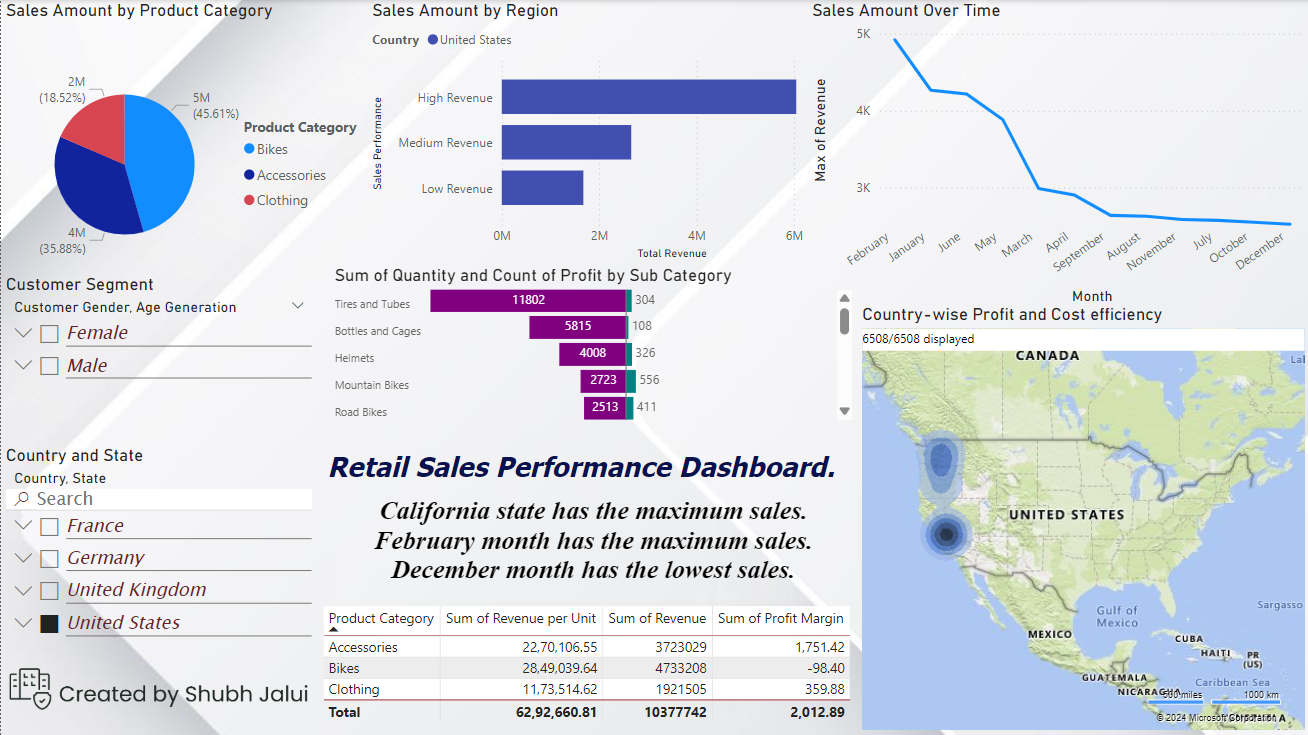 Sales Amount by Product Category
2M
(18.52%)
5M
(45.61%)
4M
(35.88%)
Product Category
Bikes
Accessories
Clothing
Sales Amount by Region
Country United States
Sales Performance
High Revenue
Medium Revenue
Low Revenue
0M 2M 4M 6M
Total Revenue
Sales Amount Over Time
Max of Revenue
5K
4K
3K
February January June May March April September August November July October December
Month
Customer Segment
Customer Gender, Age Generation
Female
Male
Sum of Quantity and Count of Profit by Sub Category
Tires and Tubes 11802 304
Bottles and Cages 5815 108
Helmets 4008 326
Mountain Bikes 2723 556
Road Bikes 2513 411
Country-wise Profit and Cost efficiency
6508/6508 displayed
CANADA
UNITED STATES
Gulf of
Mexico
MEXICO
CUBA
HAITI
PR
(US)
Sargasso
Caribbean Sea
GUATEMALA
500 miles 1000 km
© 2024 Microsoft Corporation
Country and State
Country, State
Search
France
Germany
United Kingdom
United States
Retail Sales Performance Dashboard.
California state has the maximum sales.
February month has the maximum sales.
December month has the lowest sales.
Product Category Sum of Revenue per Unit Sum of Revenue Sum of Profit Margin
Accessories 22,70,106.55 3723029 1,751.42
Bikes 28,49,039.64 4733208 -98.40
Clothing 11,73,514.62 1921505 359.88
Total 62,92,660.81 10377742 2,012.89
Created by Shubh Jalui